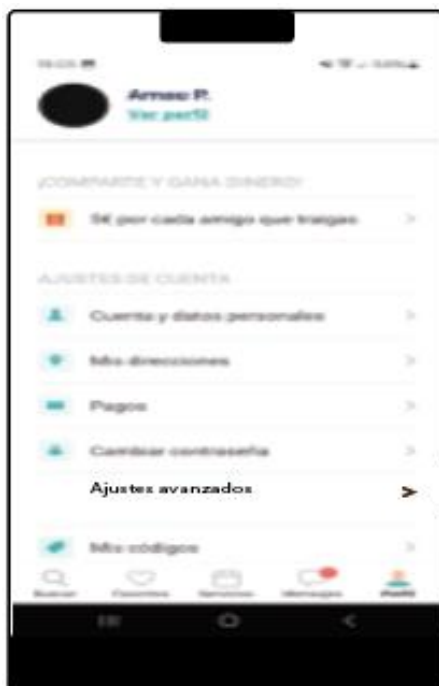 Arnau P.
Ver perfil
¡COMPARTE Y GANA DINERO!
5€ por cada amigo que traigas
AJUSTES DE CUENTA
Cuenta y datos personales
Mis direcciones
Pagos
Cambiar contraseña
Ajustes avanzados
Mis códigos
Buscar Favoritos Servicios Mensajes Perfil